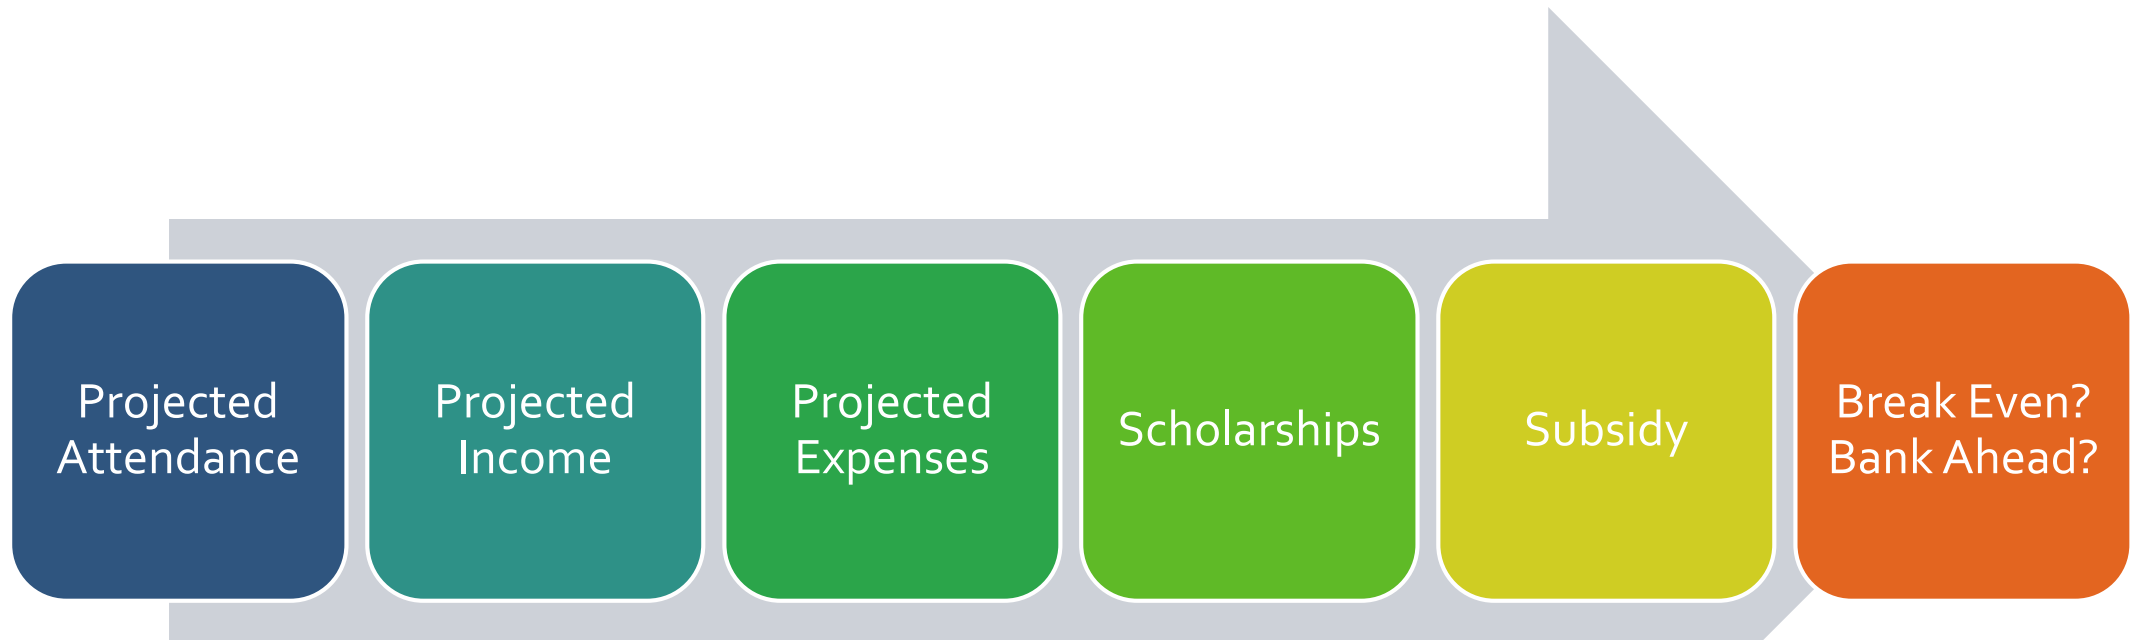 Projected
Attendance
Projected
Income
Projected
Expenses
Scholarships
Subsidy
Break Even?
Bank Ahead?